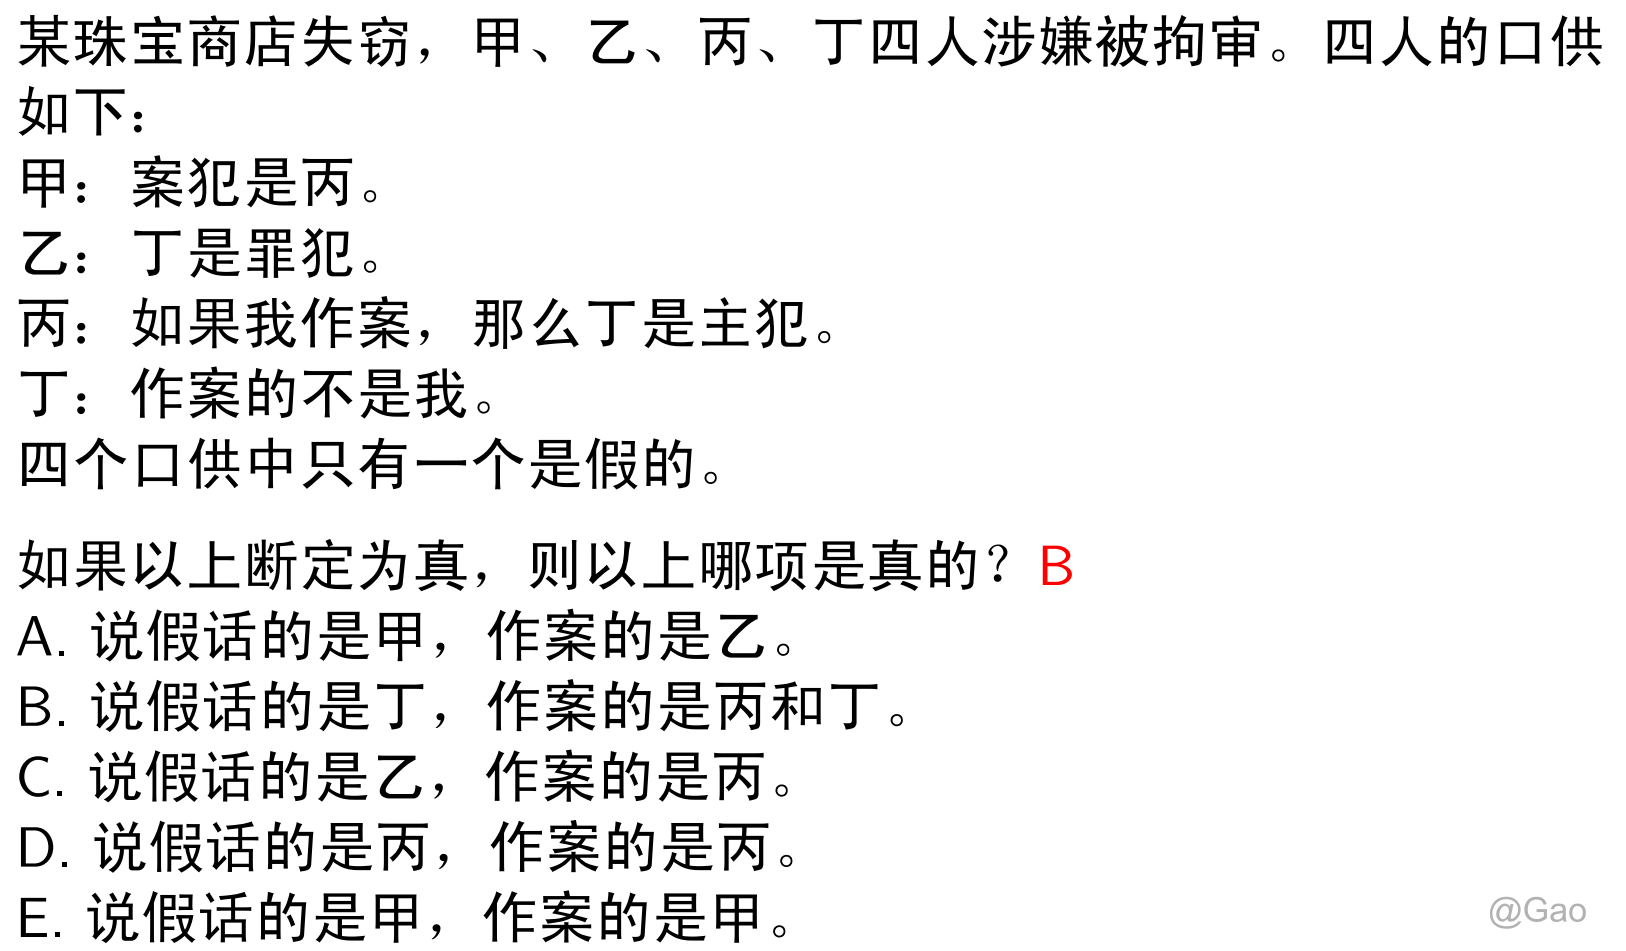 某珠宝商店失窃，甲、乙、丙、丁四人涉嫌被拘审。四人的口供
如下：
甲：案犯是丙。
乙：丁是罪犯。
丙：如果我作案，那么丁是主犯。
丁：作案的不是我。
四个口供中只有一个是假的。
如果以上断定为真，则以上哪项是真的？B
A. 说假话的是甲，作案的是乙。
B. 说假话的是丁，作案的是丙和丁。
C. 说假话的是乙，作案的是丙。
D. 说假话的是丙，作案的是丙。
E. 说假话的是甲，作案的是甲。
@Gao